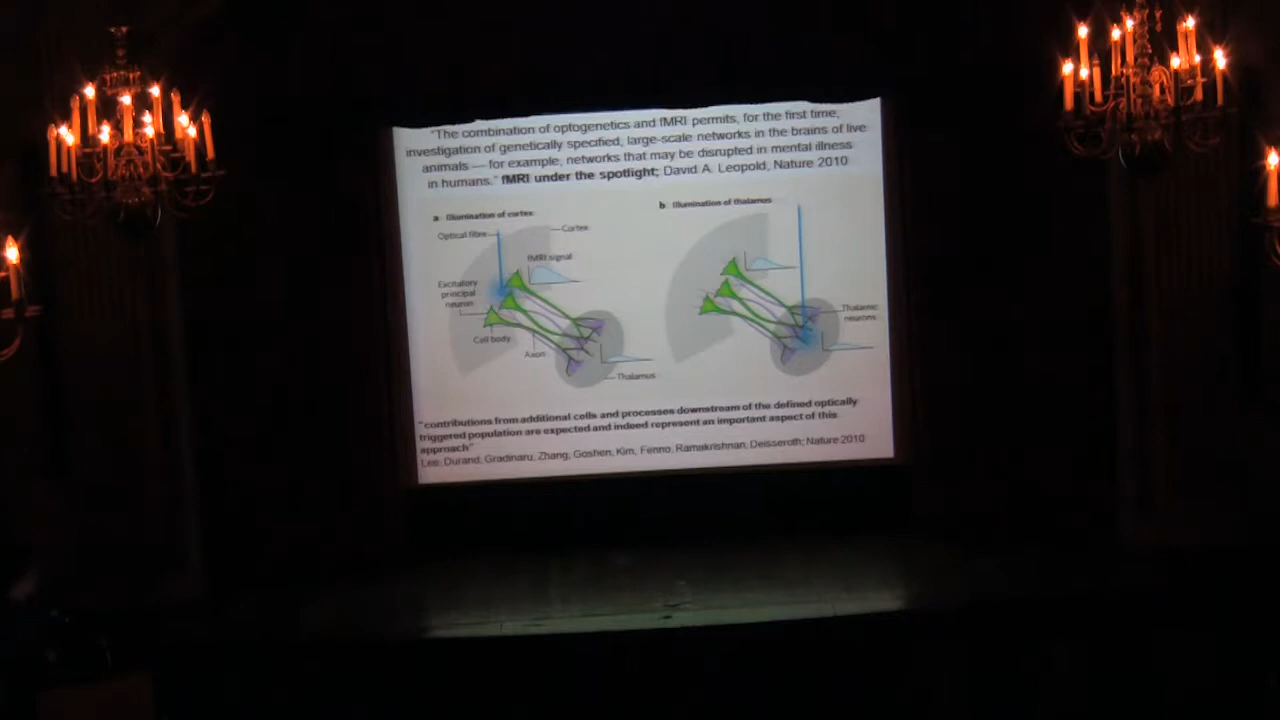 "The combination of optogenetics and fMRI permits, for the first time,
investigation of genetically specified, large-scale networks in the brains of live
animals — for example, networks that may be disrupted in mental illness
in humans." fMRI under the spotlight; David A. Leopold, Nature 2010
a Illumination of cortex
b Illumination of thalamus
Optical fibre
Cortex
fMRI signal
Excitatory
principal
neuron
Cell body
Axon
Thalamus
Thalamic
neurons
"contributions from additional cells and processes downstream of the defined optically
triggered population are expected and indeed represent an important aspect of this
approach"
Lee, Durand, Gradinaru, Zhang, Goshen, Kim, Fenno, Ramakrishnan, Deisseroth; Nature 2010